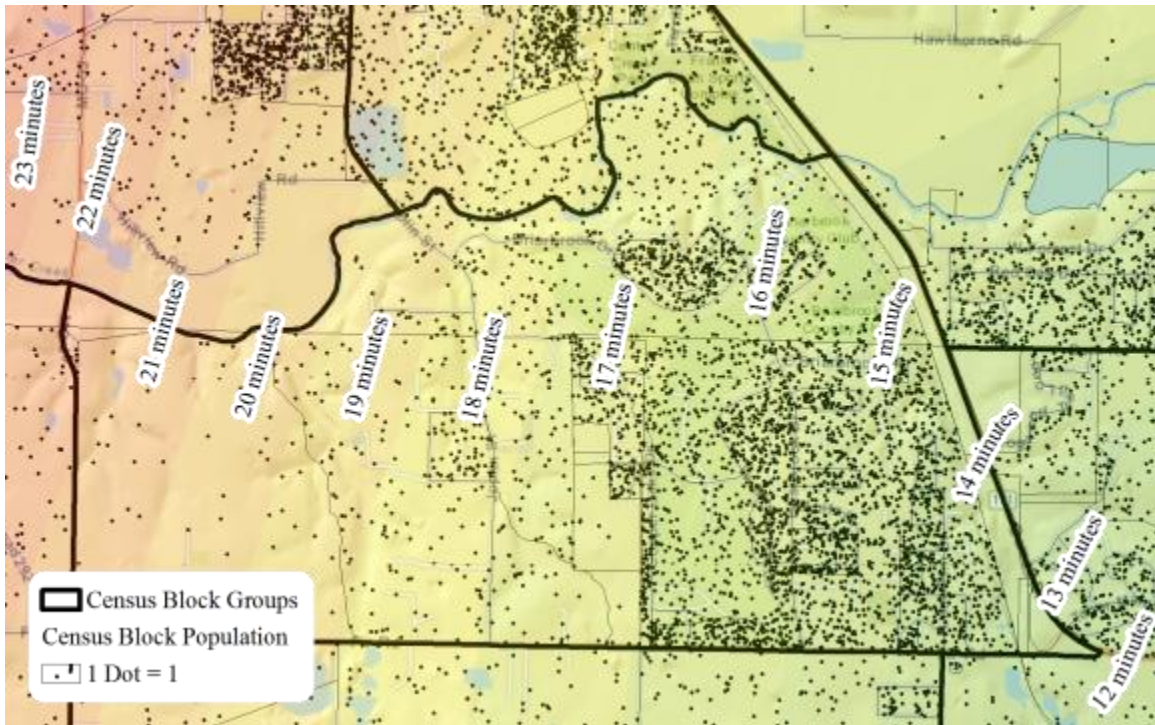 Hawthorne Rd
23 minutes
22 minutes
Rd
16 minutes
21 minutes
20 minutes
19 minutes
18 minutes
17 minutes
15 minutes
14 minutes
13 minutes
12 minutes
Census Block Groups
Census Block Population
1 Dot = 1